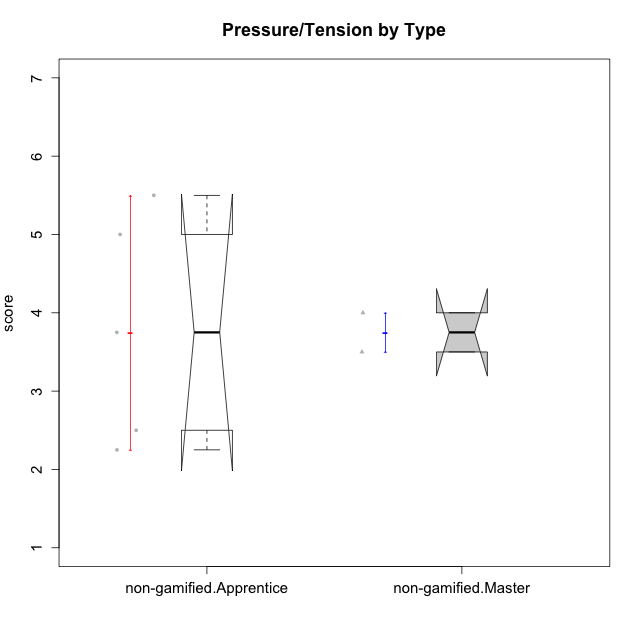 Pressure/Tension by Type
score
7
6
5
4
3
2
1
non-gamified.Apprentice
non-gamified.Master